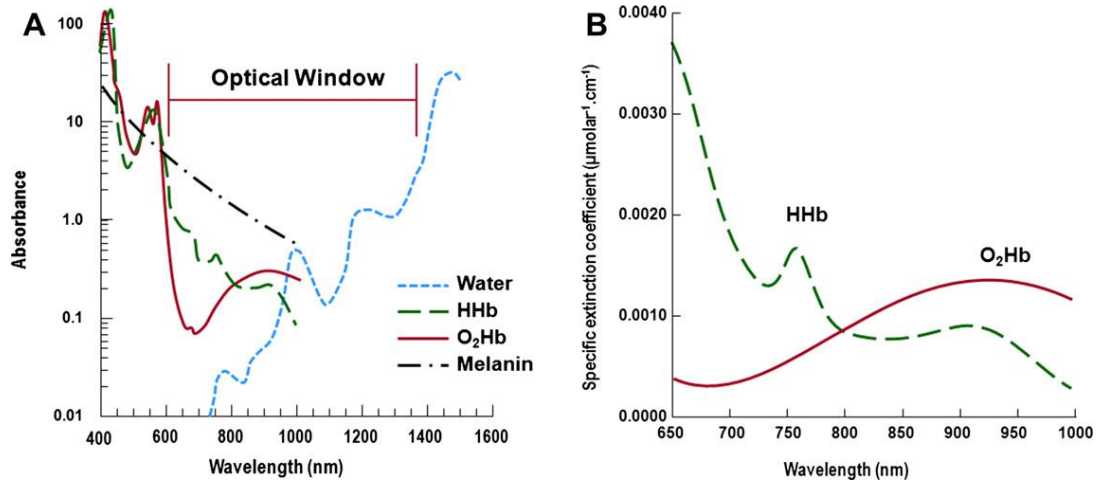 A
Absorbance
100
10
1.0
0.1
0.01
Optical Window
Water
HHb
O₂Hb
Melanin
400 600 800 1000 1200 1400 1600
Wavelength (nm)
B
Specific extinction coefficient (µmolar⁻¹.cm⁻¹)
0.0040
0.0030
0.0020
0.0010
0.0000
HHb
O₂Hb
650 700 750 800 850 900 950 1000
Wavelength (nm)